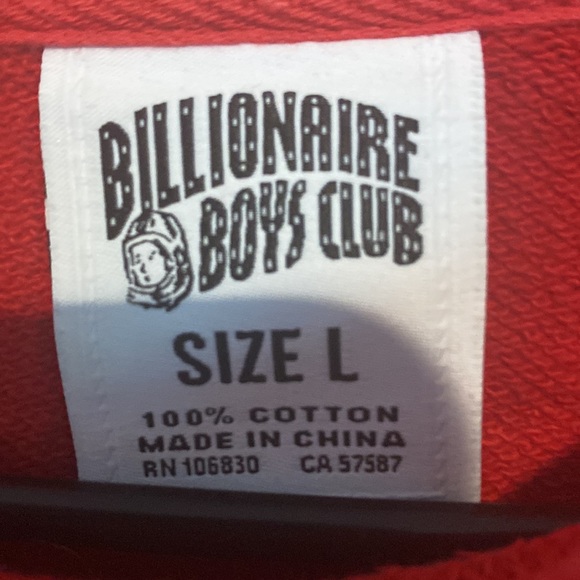 BILLIONAIRE
BOYS CLUB
SIZE L
100% COTTON
MADE IN CHINA
RN 106830 CA 57587